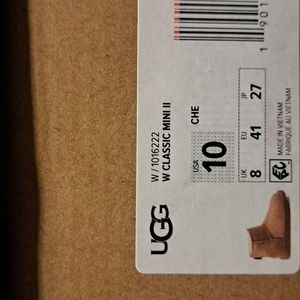 UGG
W / 1016222
W CLASSIC MINI II
CHE
USA
10
UK EU JP
8 41 27
MADE IN VIETNAM
FABRIQUÉ AU VIETNAM